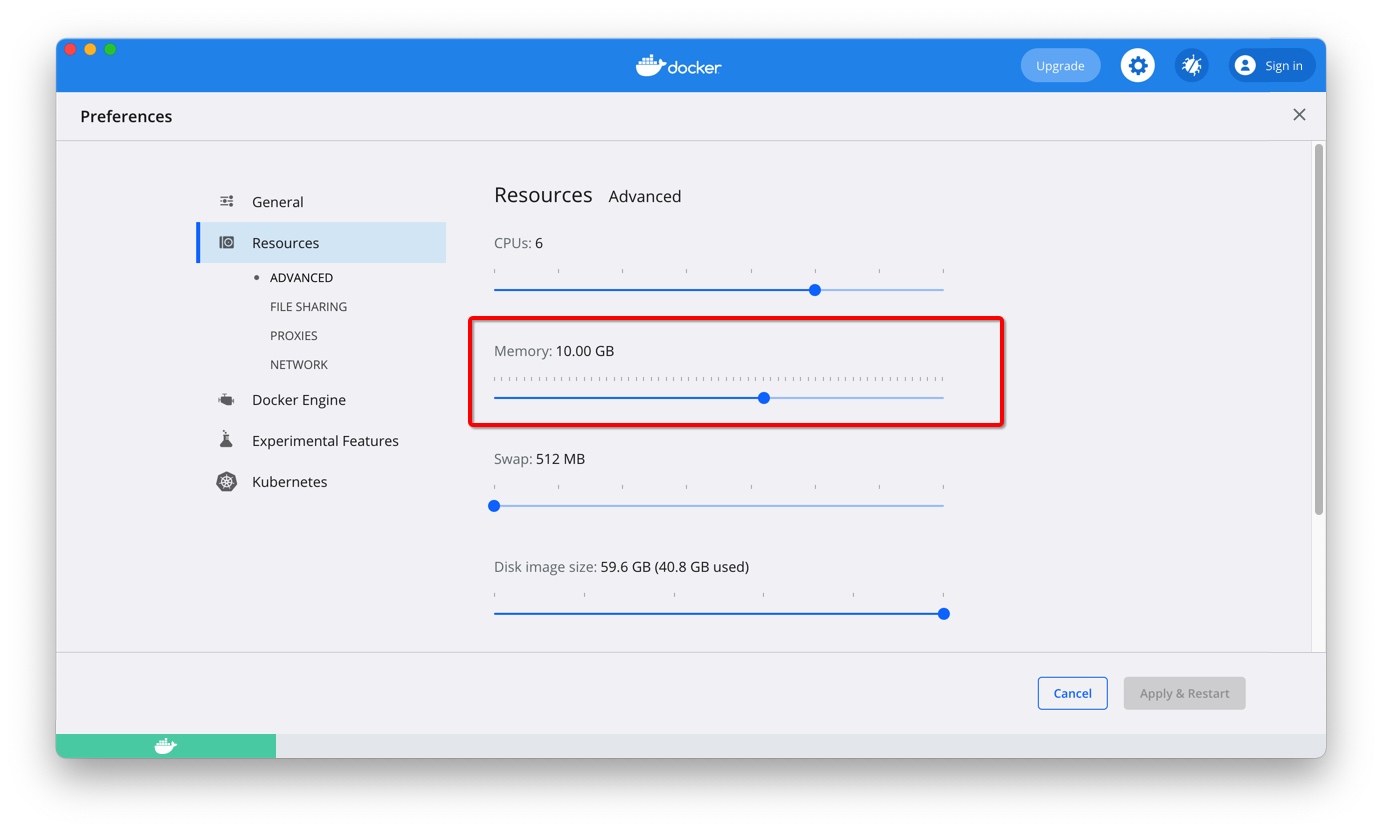 docker
Upgrade
Sign in
Preferences
General
Resources
ADVANCED
FILE SHARING
PROXIES
NETWORK
Docker Engine
Experimental Features
Kubernetes
Resources Advanced
CPUs: 6
Memory: 10.00 GB
Swap: 512 MB
Disk image size: 59.6 GB (40.8 GB used)
Cancel
Apply & Restart